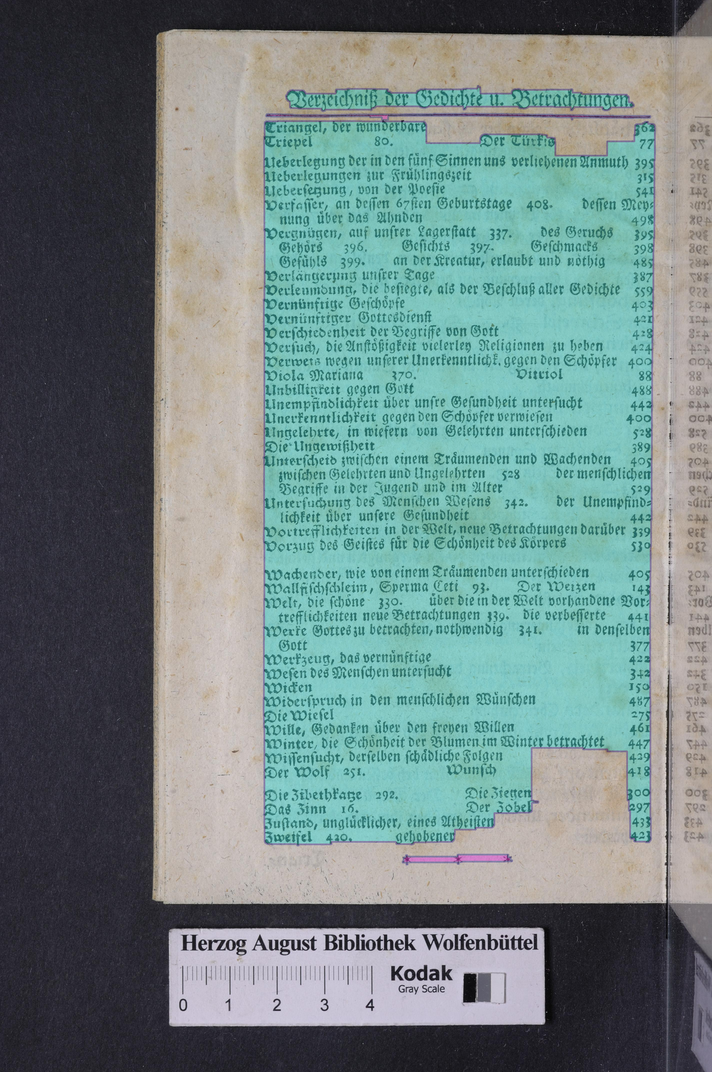 Verzeichniß der Gedichte u. Betrachtungen.
Triangel, der wunderbare 362
Triepel 80. Der Türkis 77
Ueberlegung der in den fünf Sinnen uns verliehenen Anmuth 395
Ueberlegungen zur Frühlingszeit 315
Uebersetzung, von der Poesie 541
Verfasser, an dessen 67sten Geburtstage 408. dessen Mey-
nung über das Ahnden 498
Vergnügen, auf unsrer Lagerstatt 337. des Geruchs 395
Gehörs 396. Gesichts 397. Geschmacks 398
Gefühls 399. an der Kreatur, erlaubt und nöthig 485
Verlängerung unsrer Tage 387
Verleumdung, die besiegte, als der Beschluß aller Gedichte 559
Vernünftige Geschöpfe 403
Vernünftiger Gottesdienst 421
Verschiedenheit der Begriffe von Gott 428
Versuch, die Anstößigkeit vielerley Religionen zu heben 424
Verweis wegen unserer Unerkenntlichk. gegen den Schöpfer 400
Viola Mariana 370. Vitriol 88
Unbilligkeit gegen Gott 488
Unempfindlichkeit über unsre Gesundheit untersucht 442
Unerkenntlichkeit gegen den Schöpfer verwiesen 400
Ungelehrte, in wiefern von Gelehrten unterschieden 528
Die Ungewißheit 389
Unterscheid zwischen einem Träumenden und Wachenden 405
zwischen Gelehrten und Ungelehrten 528 der menschlichen
Begriffe in der Jugend und im Alter 529
Untersuchung des Menschen Wesens 342. der Unempfind-
lichkeit über unsere Gesundheit 442
Vortrefflichkeiten in der Welt, neue Betrachtungen darüber 339
Vorzug des Geistes für die Schönheit des Körpers 530
Wachender, wie von einem Träumenden unterschieden 405
Wallfischschleim, Sperma Ceti 93. Der Weizen 143
Welt, die schöne 330. über die in der Welt vorhandene Vor-
trefflichkeiten neue Betrachtungen 339. die verbesserte 441
Werke Gottes zu betrachten, nothwendig 341. in denselben
Gott 377
Werkzeug, das vernünftige 422
Wesen des Menschen untersucht 342
Wicken 150
Widerspruch in den menschlichen Wünschen 487
Die Wiesel 275
Wille, Gedanken über den freyen Willen 461
Winter, die Schönheit der Blumen im Winter betrachtet 447
Wissensucht, derselben schädliche Folgen 429
Der Wolf 251. Wunsch 418
Die Zibethkatze 292. Die Ziegen 300
Das Zinn 16. Der Zobel 297
Zustand, unglücklicher, eines Atheisten 433
Zweifel 420. gehobener 423
Herzog August Bibliothek Wolfenbüttel
Kodak
Gray Scale
0 1 2 3 4